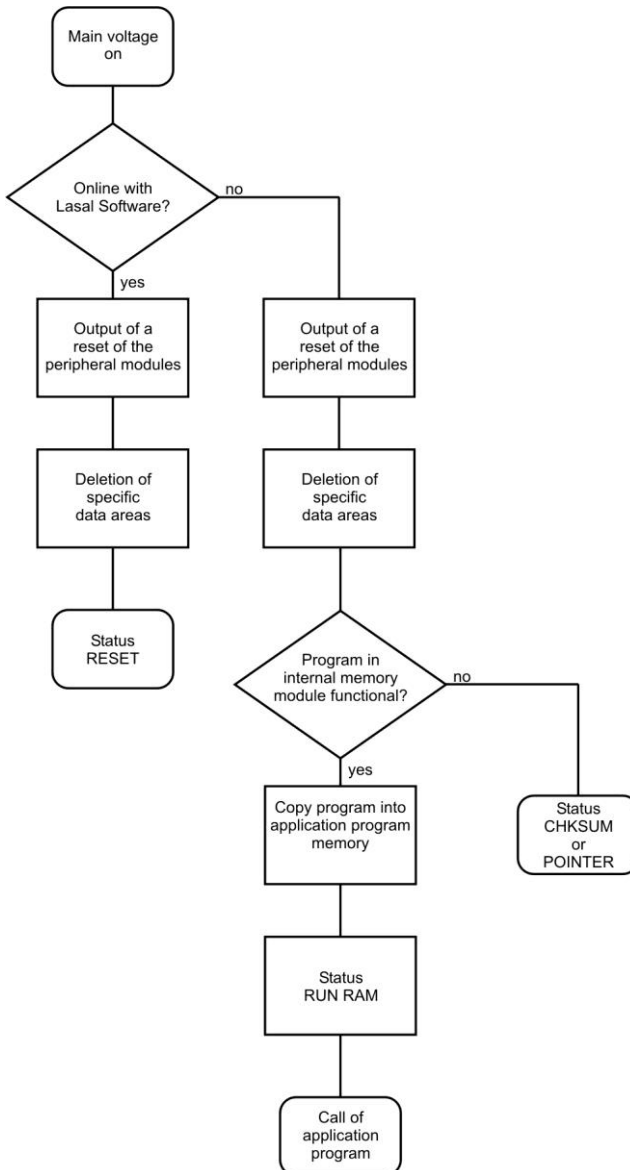 Main voltage
on
Online with
Lasal Software?
no
yes
Output of a
reset of the
peripheral modules
Output of a
reset of the
peripheral modules
Deletion of
specific
data areas
Deletion of
specific
data areas
Status
RESET
Program in
internal memory
module functional?
no
yes
Copy program into
application program
memory
Status
CHKSUM
or
POINTER
Status
RUN RAM
Call of
application
program